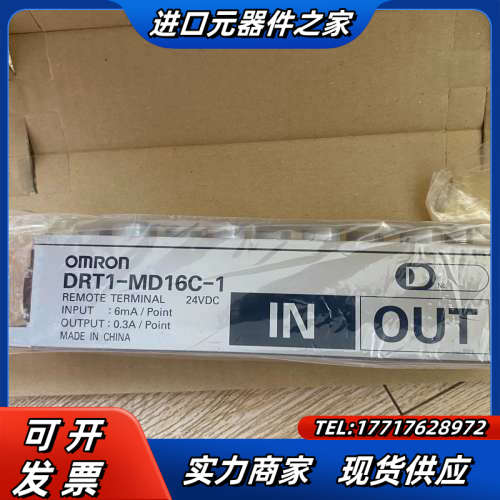 进口元器件之家
OMRON
DRT1-MD16C-1
REMOTE TERMINAL 24VDC
INPUT : 6mA / Point
OUTPUT : 0.3A / Point
MADE IN CHINA
IN
OUT
D
TEL:17717628972
可开
发票
实力商家 现货供应